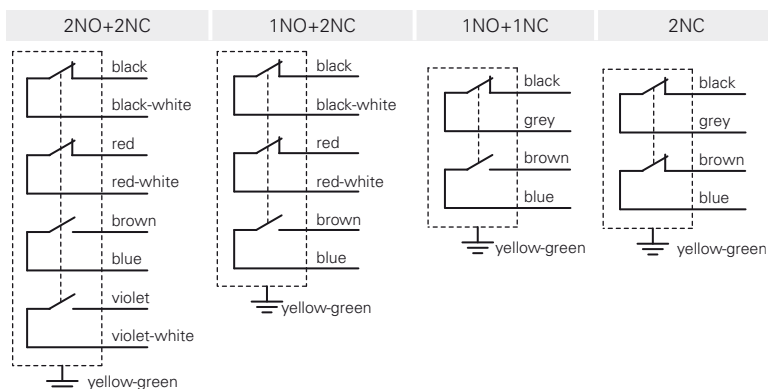 2NO+2NC
1NO+2NC
1NO+1NC
2NC
black
black-white
red
red-white
brown
blue
violet
violet-white
yellow-green
black
black-white
red
red-white
brown
blue
yellow-green
black
grey
brown
blue
yellow-green
black
grey
brown
blue
yellow-green